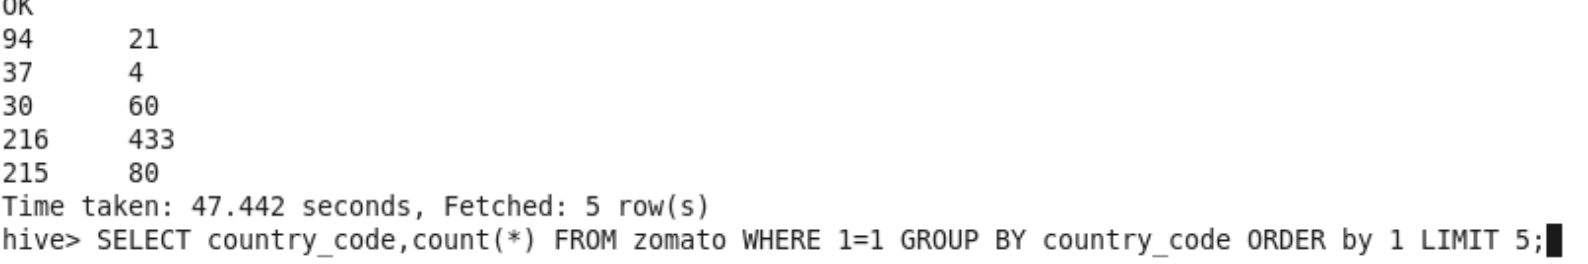 OK
94 21
37 4
30 60
216 433
215 80
Time taken: 47.442 seconds, Fetched: 5 row(s)
hive> SELECT country_code,count(*) FROM zomato WHERE 1=1 GROUP BY country_code ORDER by 1 LIMIT 5;